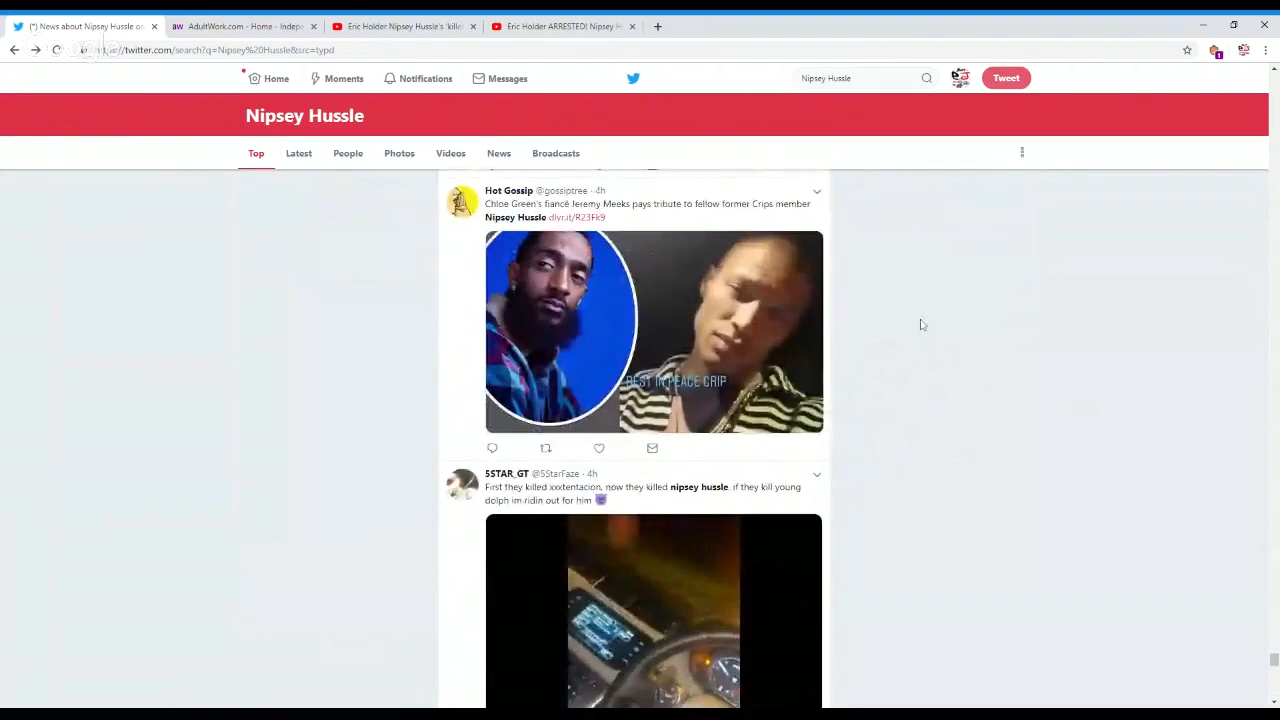 (*) News about Nipsey Hussle on
AdultWork.com - Home - Indepe
Eric Holder Nipsey Hussle's 'killer
Eric Holder ARRESTED! Nipsey H
twitter.com/search?q=Nipsey%20Hussle&src=typd
Home
Moments
Notifications
Messages
Nipsey Hussle
Tweet
Nipsey Hussle
Top
Latest
People
Photos
Videos
News
Broadcasts
Hot Gossip @gossiptree · 4h
Chloe Green's fiancé Jeremy Meeks pays tribute to fellow former Crips member
Nipsey Hussle dlvr.it/R23Fk9
REST IN PEACE CRIP
5STAR_GT @5StarFaze · 4h
First they killed xxxtentacion, now they killed nipsey hussle, if they kill young
dolph im ridin out for him